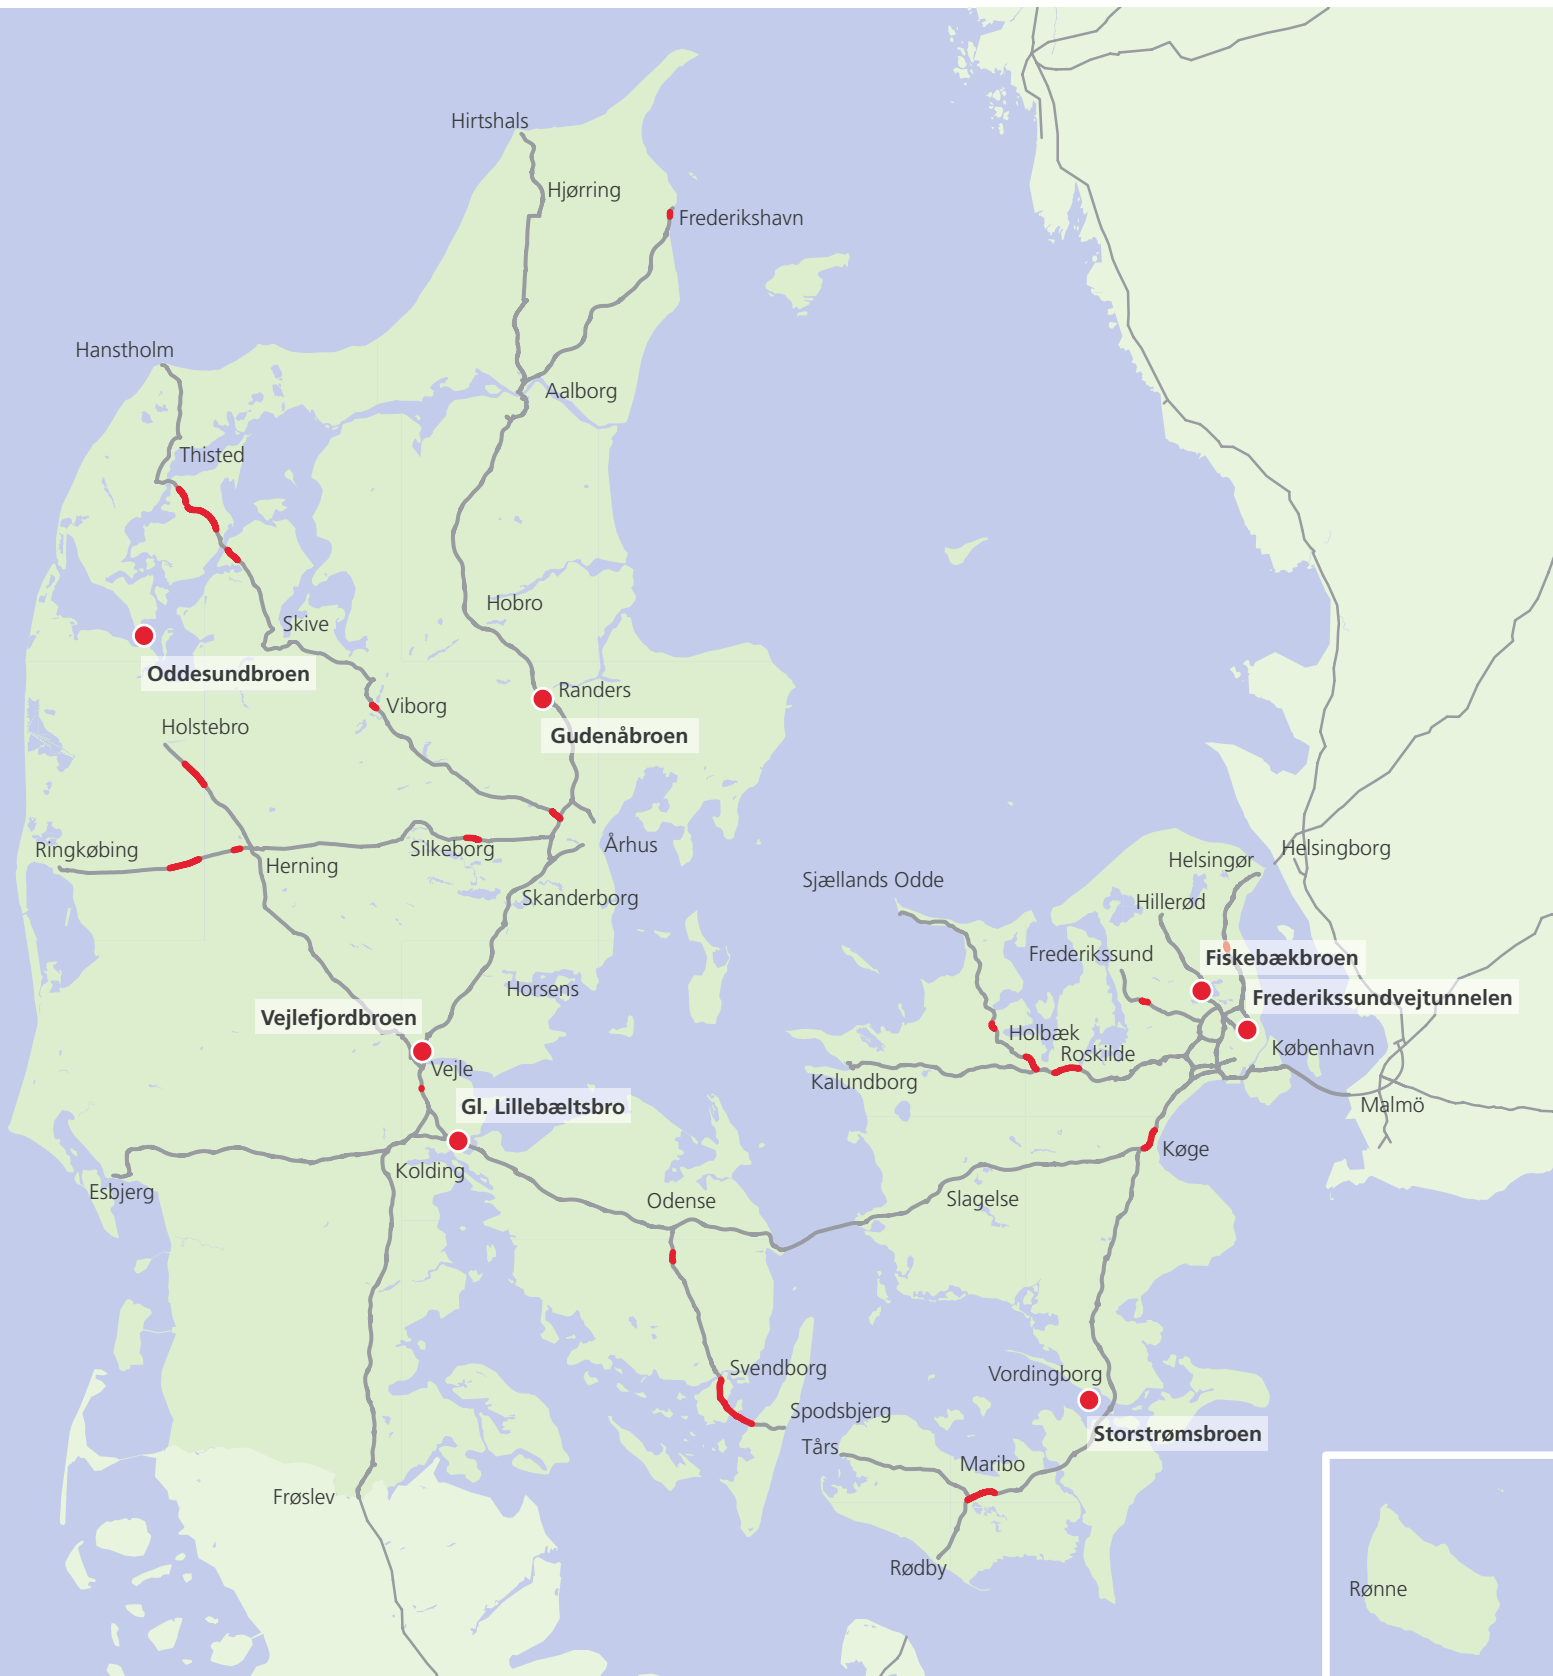 Hirtshals
Hjørring
Frederikshavn
Hanstholm
Aalborg
Thisted
Hobro
Skive
Oddesundbroen
Randers
Viborg
Holstebro
Gudenåbroen
Ringkøbing
Silkeborg
Århus
Herning
Helsingborg
Helsingør
Sjællands Odde
Skanderborg
Hillerød
Frederikssund
Fiskebækbroen
Horsens
Frederikssundvejtunnelen
Vejlefjordbroen
Holbæk
Roskilde
København
Vejle
Kalundborg
Gl. Lillebæltsbro
Malmö
Køge
Kolding
Esbjerg
Odense
Slagelse
Svendborg
Vordingborg
Spodsbjerg
Storstrømsbroen
Tårs
Maribo
Frøslev
Rødby
Rønne